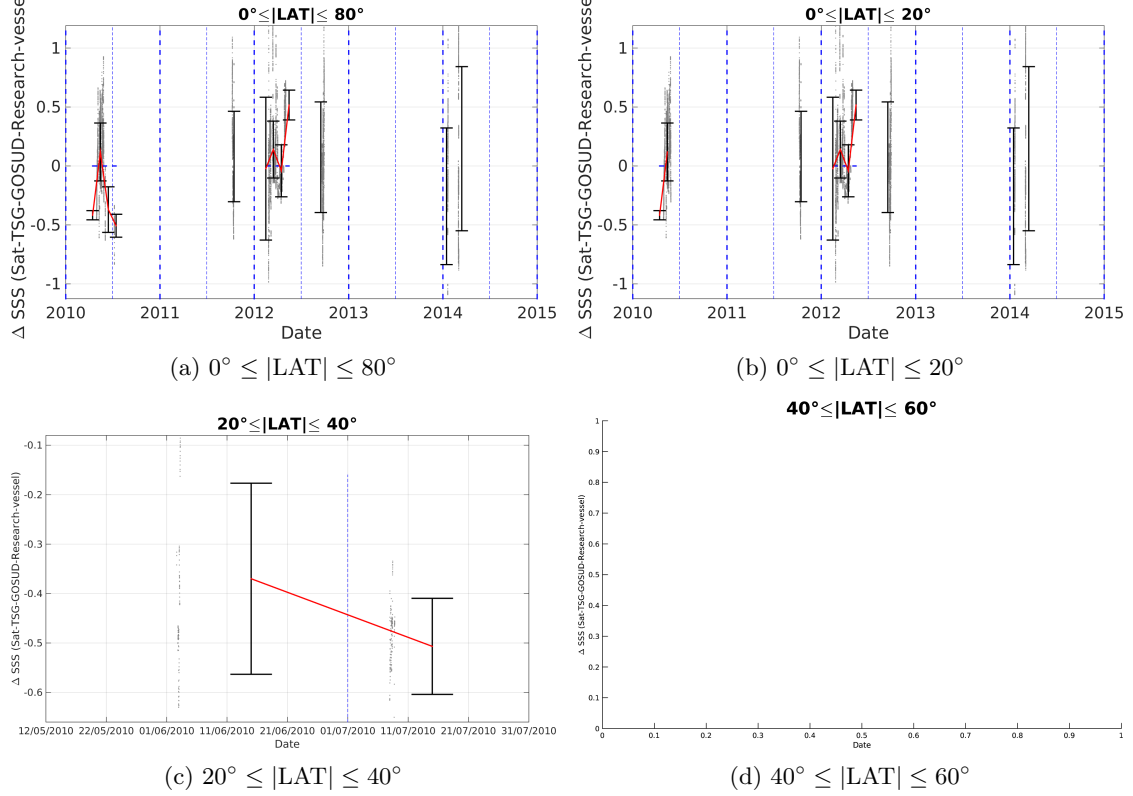 0°≤|LAT|≤ 80°
Δ SSS (Sat-TSG-GOSUD-Research-vessel)
1
0.5
0
-0.5
-1
2010 2011 2012 2013 2014 2015
Date
(a) 0° ≤ |LAT| ≤ 80°
0°≤|LAT|≤ 20°
Δ SSS (Sat-TSG-GOSUD-Research-vessel)
1
0.5
0
-0.5
-1
2010 2011 2012 2013 2014 2015
Date
(b) 0° ≤ |LAT| ≤ 20°
20°≤|LAT|≤ 40°
Δ SSS (Sat-TSG-GOSUD-Research-vessel)
-0.1
-0.2
-0.3
-0.4
-0.5
-0.6
12/05/2010 22/05/2010 01/06/2010 11/06/2010 21/06/2010 01/07/2010 11/07/2010 21/07/2010 31/07/2010
Date
(c) 20° ≤ |LAT| ≤ 40°
40°≤|LAT|≤ 60°
Δ SSS (Sat-TSG-GOSUD-Research-vessel)
1
0.9
0.8
0.7
0.6
0.5
0.4
0.3
0.2
0.1
0
0 0.1 0.2 0.3 0.4 0.5 0.6 0.7 0.8 0.9 1
Date
(d) 40° ≤ |LAT| ≤ 60°